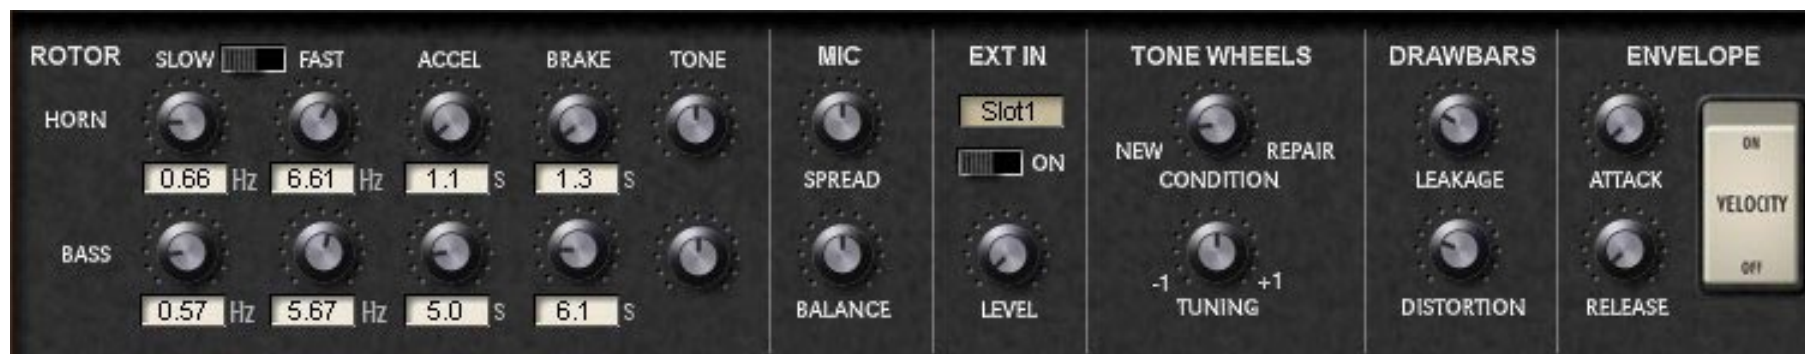 ROTOR SLOW FAST ACCEL BRAKE TONE MIC EXT IN TONE WHEELS DRAWBARS ENVELOPE
HORN Slot1
ON
NEW REPAIR
0.66 Hz 6.61 Hz 1.1 s 1.3 s SPREAD ON CONDITION LEAKAGE ATTACK
VELOCITY
BASS
-1 +1 OFF
0.57 Hz 5.67 Hz 5.0 s 6.1 s BALANCE LEVEL TUNING DISTORTION RELEASE